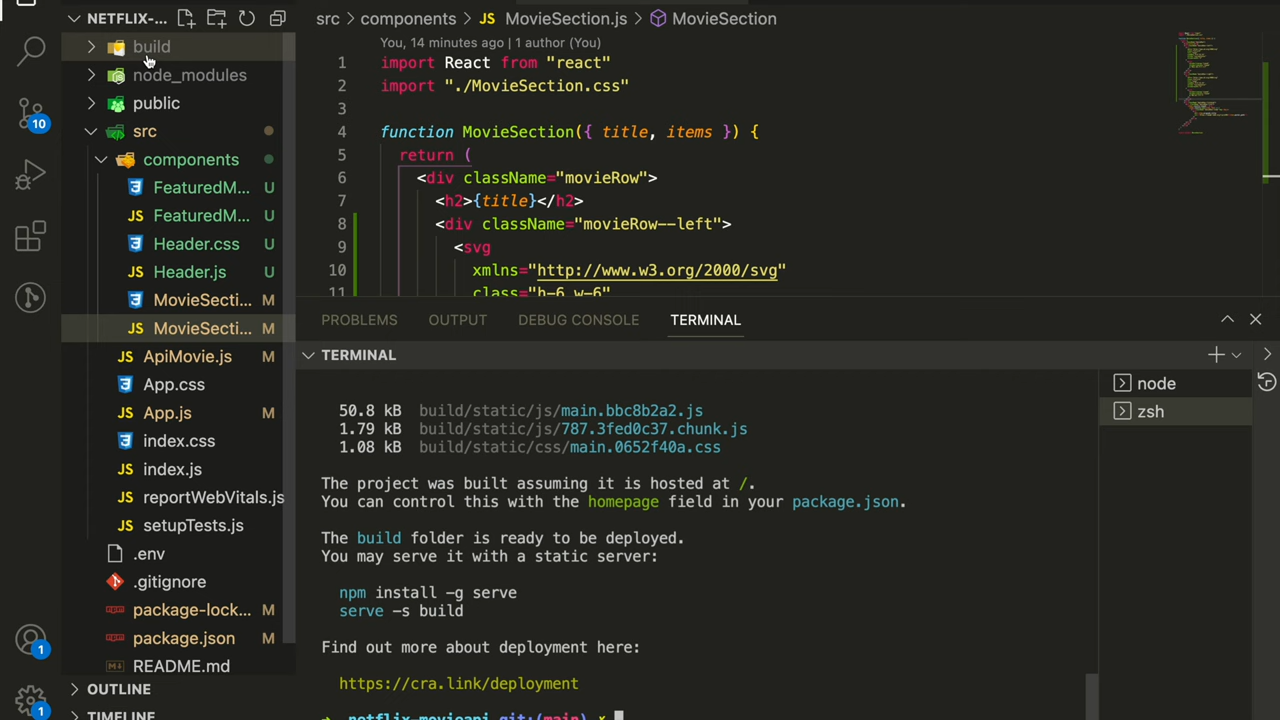 NETFLIX-...
build
node_modules
public
src
components
FeaturedM... U
FeaturedM... U
Header.css U
Header.js U
MovieSecti... M
MovieSecti... M
ApiMovie.js M
App.css
App.js M
index.css
index.js
reportWebVitals.js
setupTests.js
.env
.gitignore
package-lock... M
package.json M
README.md
OUTLINE
TIMELINE
10
1
1
src > components > JS MovieSection.js > MovieSection
You, 14 minutes ago | 1 author (You)
1 import React from "react"
2 import "./MovieSection.css"
3
4 function MovieSection({ title, items }) {
5 return (
6 <div className="movieRow">
7 <h2>{title}</h2>
8 <div className="movieRow--left">
9 <svg
10 xmlns="http://www.w3.org/2000/svg"
11 class="h-6 w-6"
PROBLEMS OUTPUT DEBUG CONSOLE TERMINAL
TERMINAL
node
zsh
50.8 kB build/static/js/main.bbc8b2a2.js
1.79 kB build/static/js/787.3fed0c37.chunk.js
1.08 kB build/static/css/main.0652f40a.css
The project was built assuming it is hosted at /.
You can control this with the homepage field in your package.json.
The build folder is ready to be deployed.
You may serve it with a static server:
npm install -g serve
serve -s build
Find out more about deployment here:
https://cra.link/deployment
netflix-movieapi git:(main) ✗